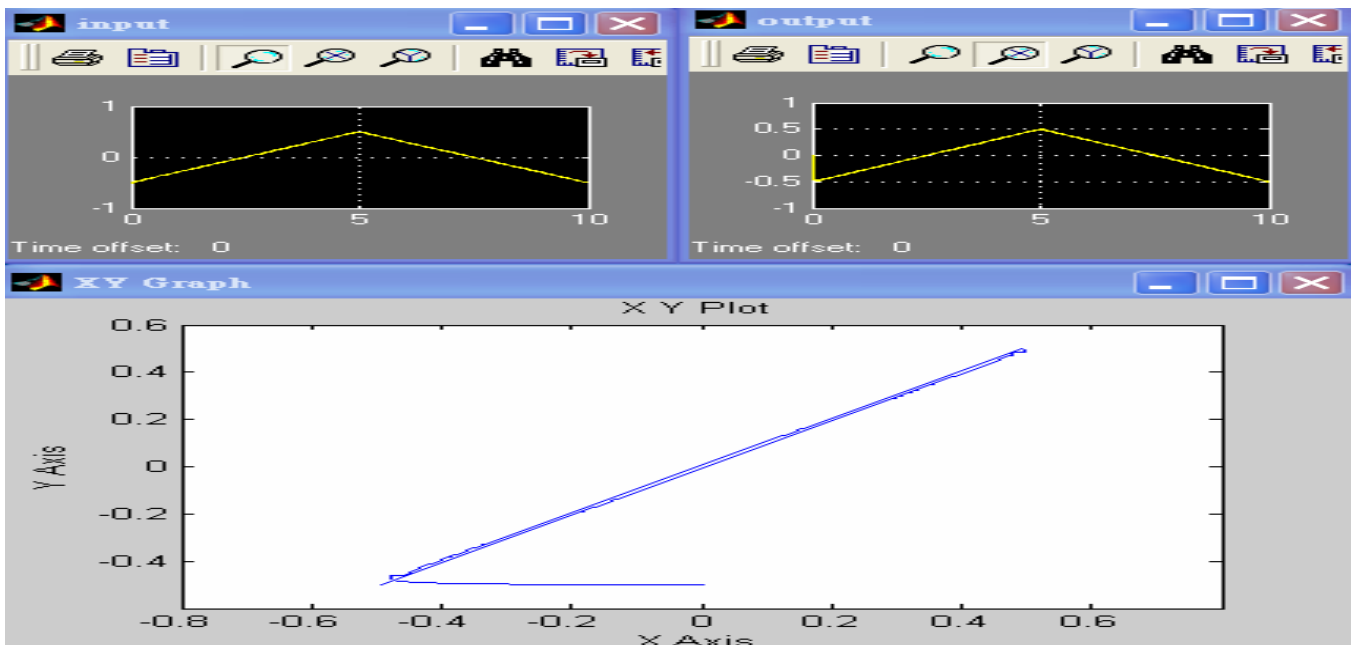 input
1
0
-1
0 5 10
Time offset: 0
output
1
0.5
0
-0.5
-1
0 5 10
Time offset: 0
XY Graph
X Y Plot
0.6
0.4
0.2
0
-0.2
-0.4
Y Axis
-0.8 -0.6 -0.4 -0.2 0 0.2 0.4 0.6
X Axis